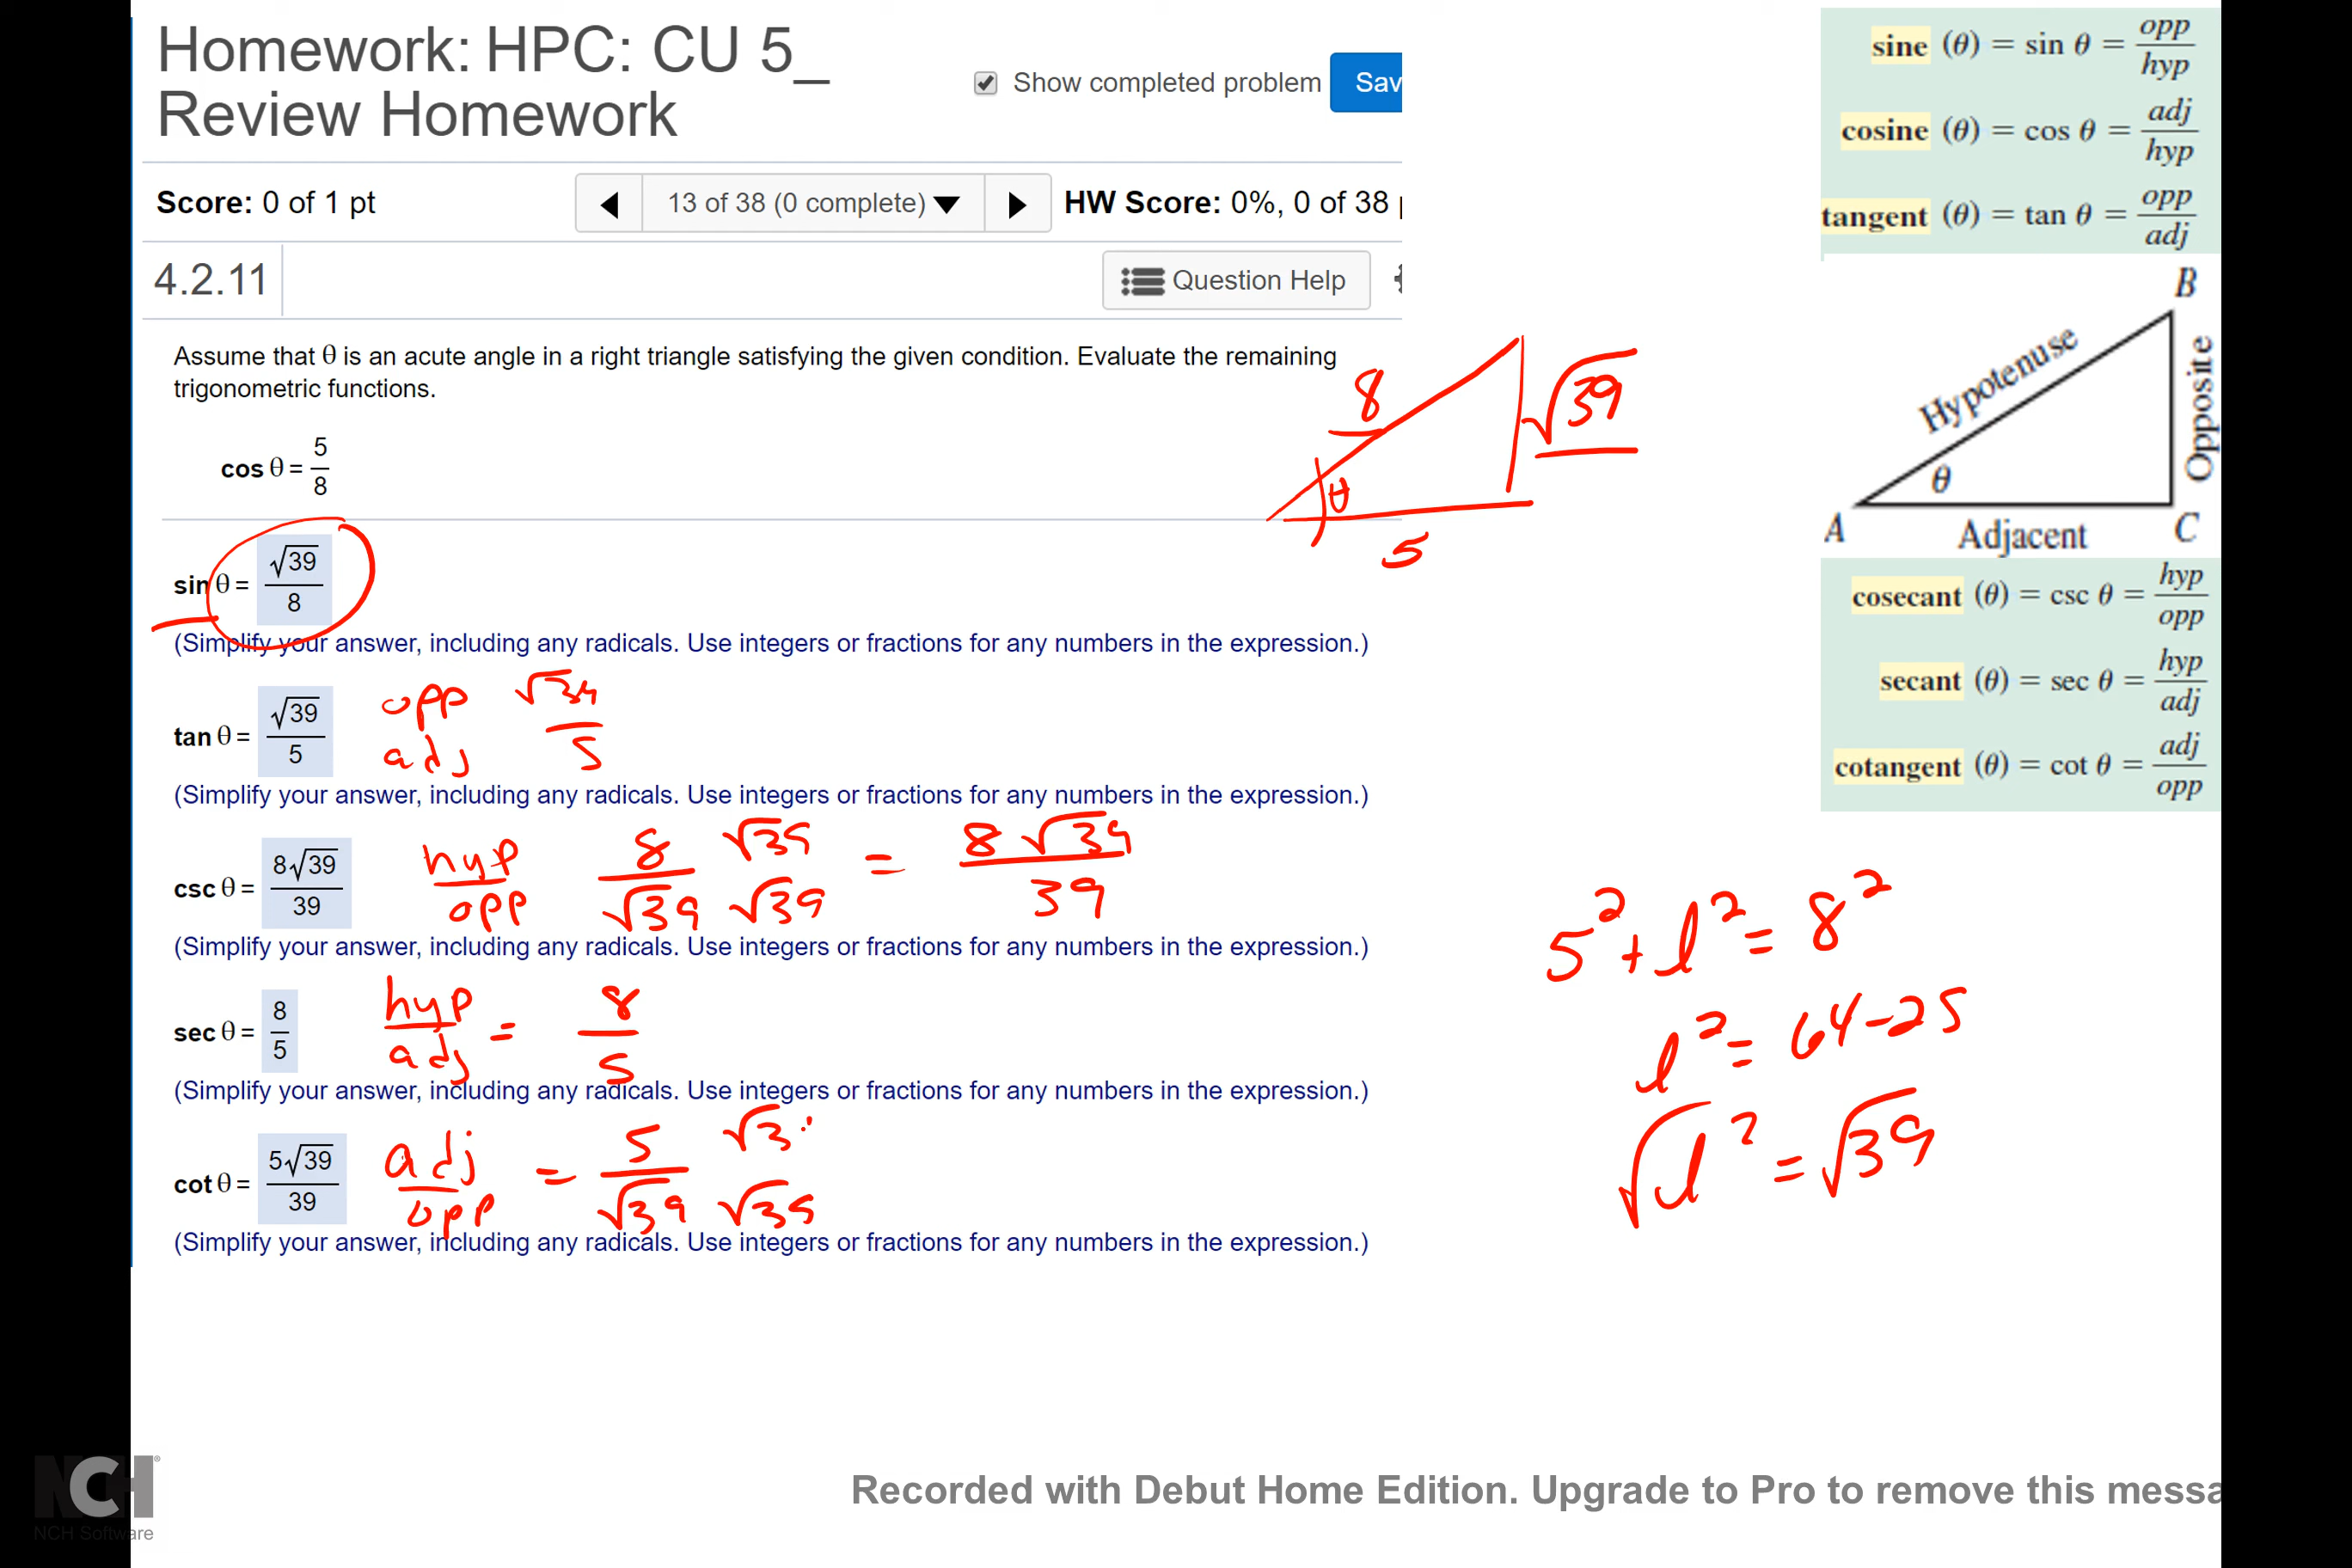 Homework: HPC: CU 5_
Review Homework
Show completed problem
Sav
Score: 0 of 1 pt
13 of 38 (0 complete)
HW Score: 0%, 0 of 38 p
4.2.11
Question Help
Assume that θ is an acute angle in a right triangle satisfying the given condition. Evaluate the remaining
trigonometric functions.
cos θ = 5/8
8
√39
θ
5
sin θ = √39/8
(Simplify your answer, including any radicals. Use integers or fractions for any numbers in the expression.)
tan θ = √39/5
opp √39
adj 5
(Simplify your answer, including any radicals. Use integers or fractions for any numbers in the expression.)
csc θ = 8√39/39
hyp/opp 8/√39 √39/√39 = 8√39/39
(Simplify your answer, including any radicals. Use integers or fractions for any numbers in the expression.)
sec θ = 8/5
hyp/adj = 8/5
(Simplify your answer, including any radicals. Use integers or fractions for any numbers in the expression.)
cot θ = 5√39/39
adj/opp = 5/√39 √3 √39
(Simplify your answer, including any radicals. Use integers or fractions for any numbers in the expression.)
sine (θ) = sin θ = opp/hyp
cosine (θ) = cos θ = adj/hyp
tangent (θ) = tan θ = opp/adj
B
Hypotenuse
Opposite
θ
A
Adjacent
C
cosecant (θ) = csc θ = hyp/opp
secant (θ) = sec θ = hyp/adj
cotangent (θ) = cot θ = adj/opp
5² + l² = 8²
l² = 64-25
√l² = √39
NCH®
NCH Software
Recorded with Debut Home Edition. Upgrade to Pro to remove this messa